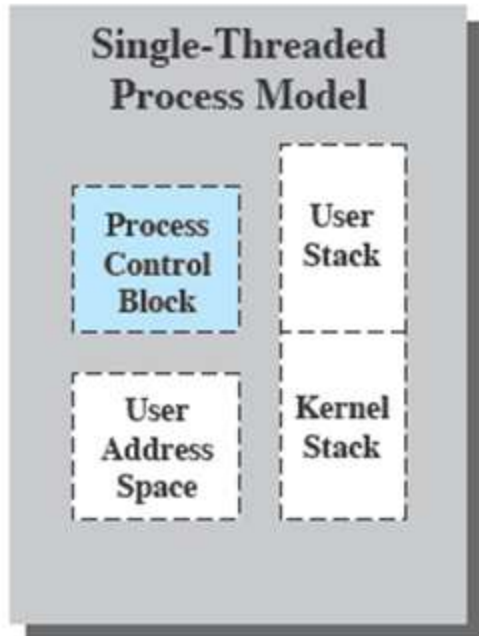 Single-Threaded
Process Model
Process
Control
Block
User
Stack
User
Address
Space
Kernel
Stack